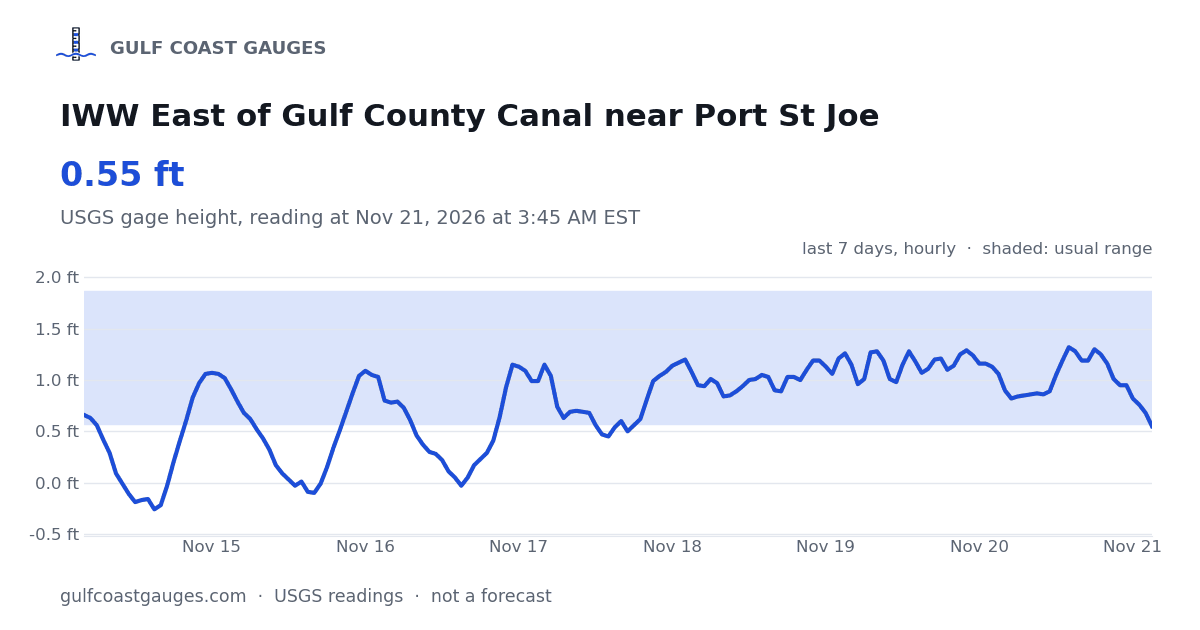 GULF COAST GAUGES
IWW East of Gulf County Canal near Port St Joe
0.55 ft
USGS gage height, reading at Nov 21, 2026 at 3:45 AM EST
last 7 days, hourly · shaded: usual range
2.0 ft
1.5 ft
1.0 ft
0.5 ft
0.0 ft
-0.5 ft
Nov 15 Nov 16 Nov 17 Nov 18 Nov 19 Nov 20 Nov 21
gulfcoastgauges.com · USGS readings · not a forecast